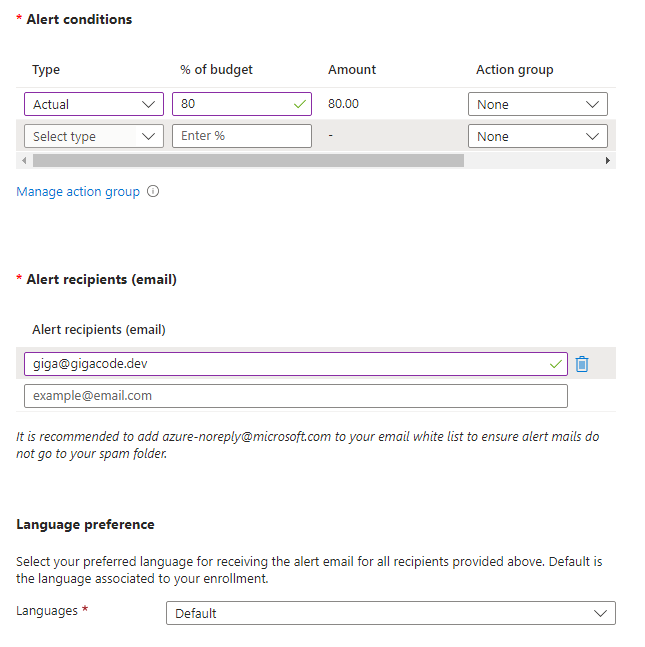 * Alert conditions
Type % of budget Amount Action group
Actual 80 80.00 None
Select type Enter % - None
Manage action group
* Alert recipients (email)
Alert recipients (email)
giga@gigacode.dev
example@email.com
It is recommended to add azure-noreply@microsoft.com to your email white list to ensure alert mails do
not go to your spam folder.
Language preference
Select your preferred language for receiving the alert email for all recipients provided above. Default is
the language associated to your enrollment.
Languages * Default